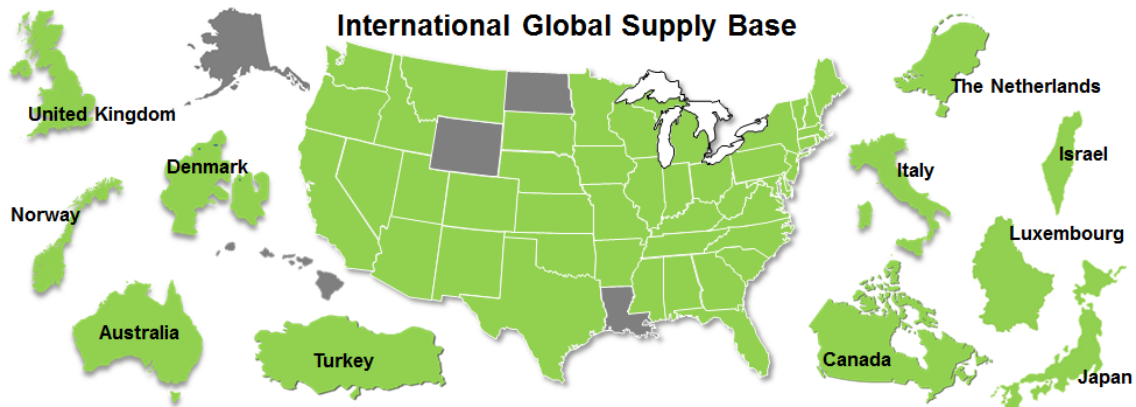 International Global Supply Base
United Kingdom
The Netherlands
Denmark
Israel
Italy
Norway
Luxembourg
Australia
Turkey
Canada
Japan